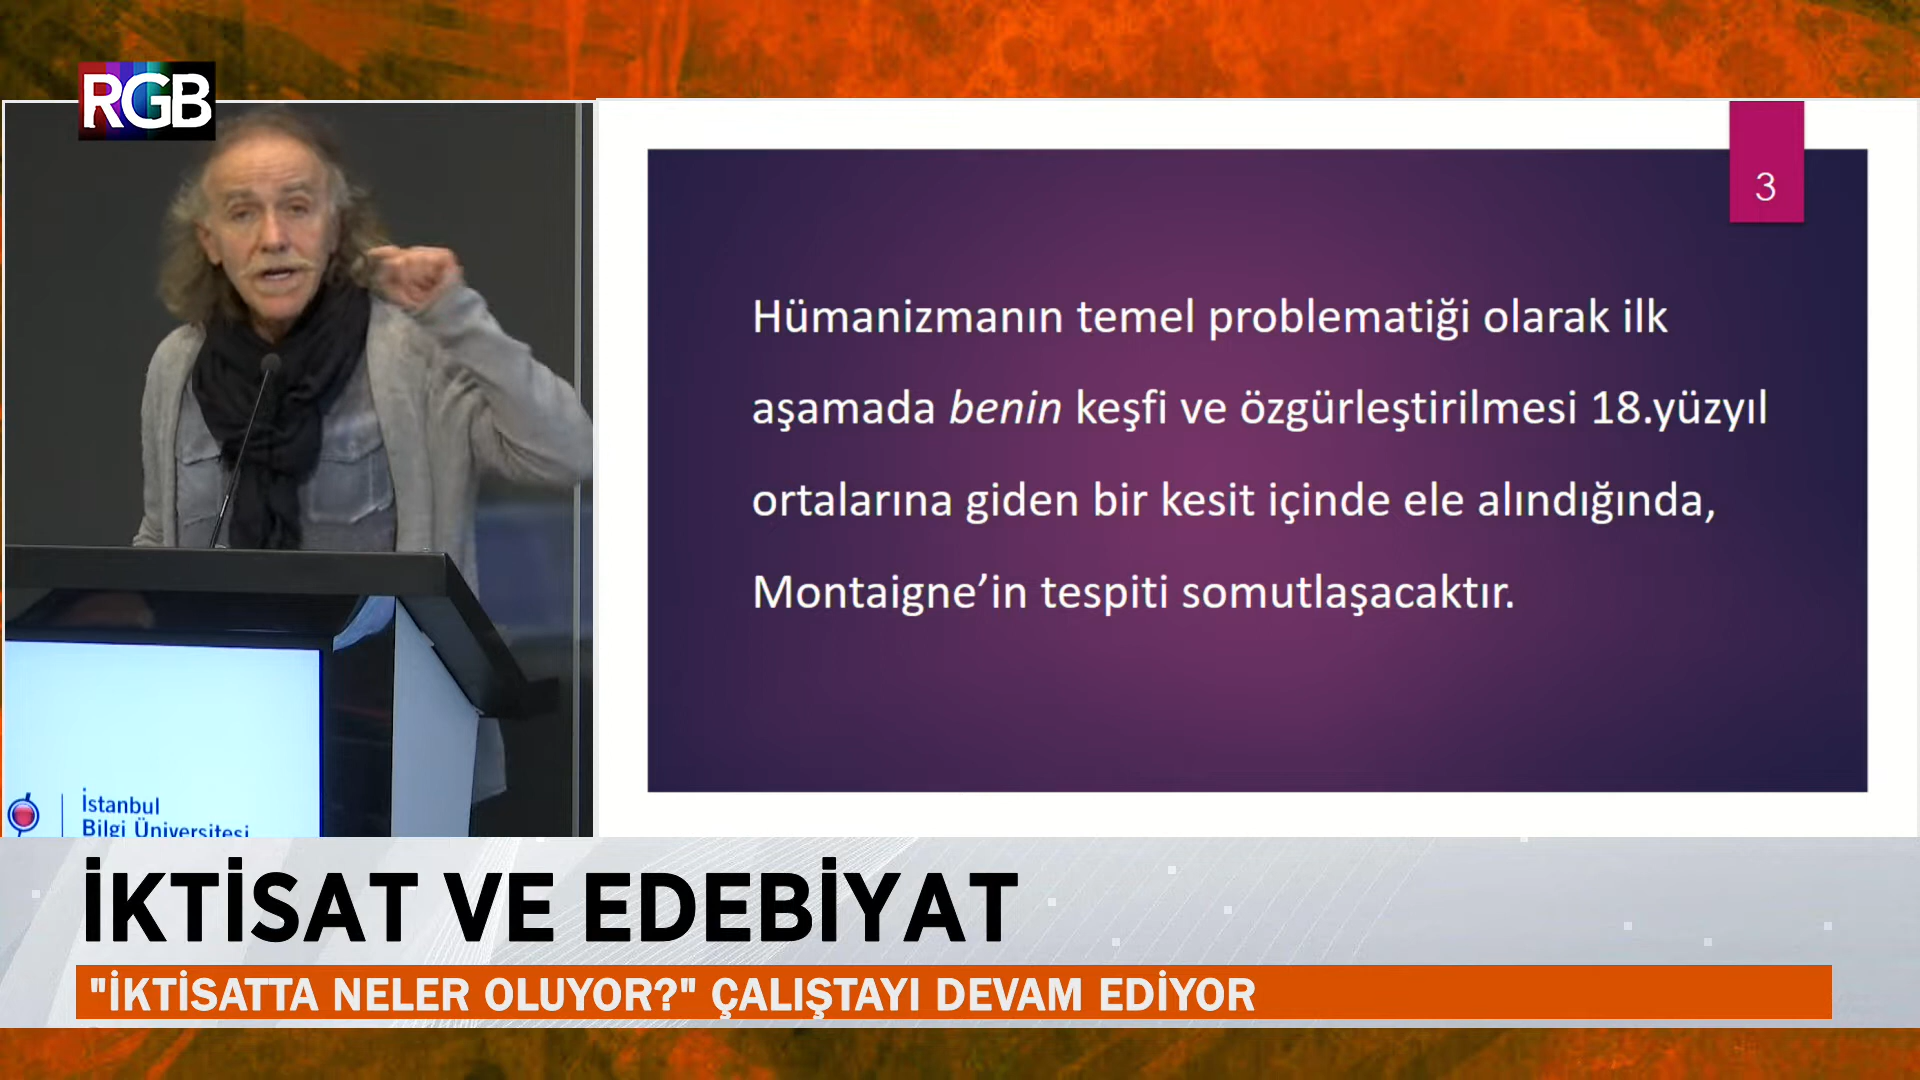 RGB
3
Hümanizmanın temel problematiği olarak ilk
aşamada benin keşfi ve özgürleştirilmesi 18.yüzyıl
ortalarına giden bir kesit içinde ele alındığında,
Montaigne’in tespiti somutlaşacaktır.
İstanbul
Bilgi Üniversitesi
İKTİSAT VE EDEBİYAT
"İKTİSATTA NELER OLUYOR?" ÇALIŞTAYI DEVAM EDİYOR